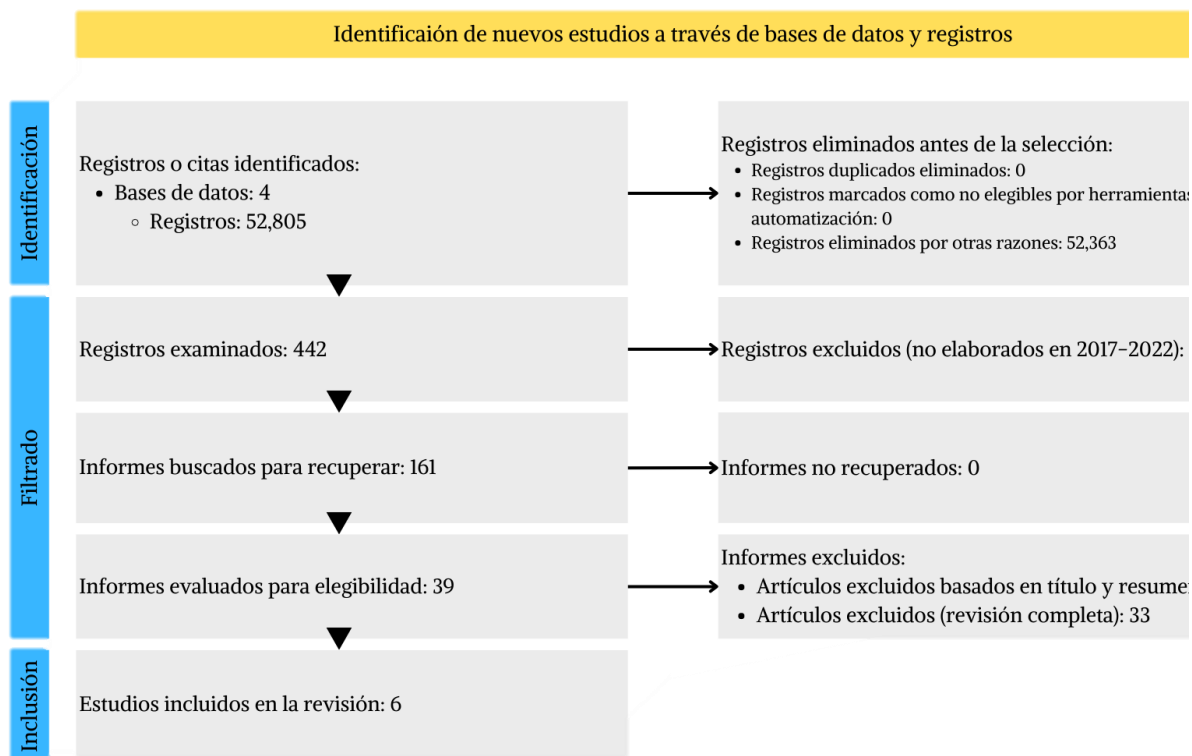 Identificaión de nuevos estudios a través de bases de datos y registros
Identificación
Registros o citas identificados:
• Bases de datos: 4
◦ Registros: 52,805
Registros eliminados antes de la selección:
• Registros duplicados eliminados: 0
• Registros marcados como no elegibles por herramientas
automatización: 0
• Registros eliminados por otras razones: 52,363
Filtrado
Registros examinados: 442
Registros excluidos (no elaborados en 2017-2022):
Informes buscados para recuperar: 161
Informes no recuperados: 0
Informes evaluados para elegibilidad: 39
Informes excluidos:
• Artículos excluidos basados en título y resume
• Artículos excluidos (revisión completa): 33
Inclusión
Estudios incluidos en la revisión: 6